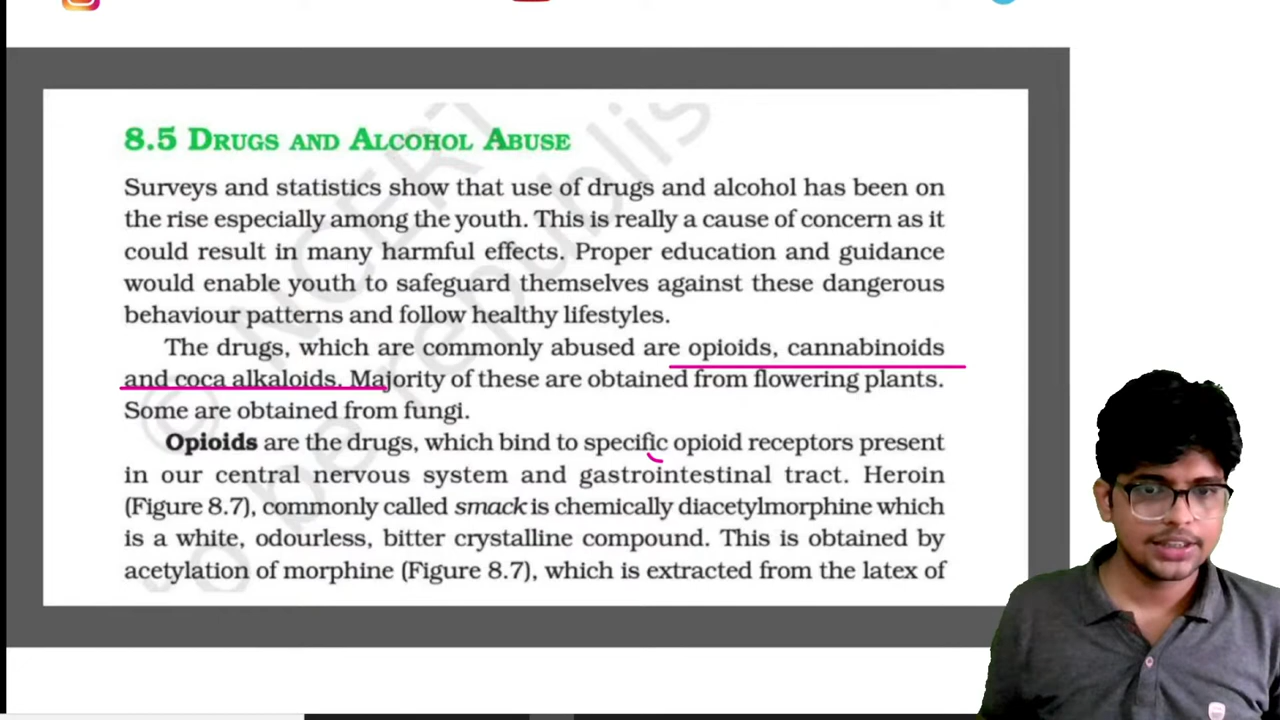 8.5 DRUGS AND ALCOHOL ABUSE
Surveys and statistics show that use of drugs and alcohol has been on
the rise especially among the youth. This is really a cause of concern as it
could result in many harmful effects. Proper education and guidance
would enable youth to safeguard themselves against these dangerous
behaviour patterns and follow healthy lifestyles.
The drugs, which are commonly abused are opioids, cannabinoids
and coca alkaloids. Majority of these are obtained from flowering plants.
Some are obtained from fungi.
Opioids are the drugs, which bind to specific opioid receptors present
in our central nervous system and gastrointestinal tract. Heroin
(Figure 8.7), commonly called smack is chemically diacetylmorphine which
is a white, odourless, bitter crystalline compound. This is obtained by
acetylation of morphine (Figure 8.7), which is extracted from the latex of
© NCERT
o be republis